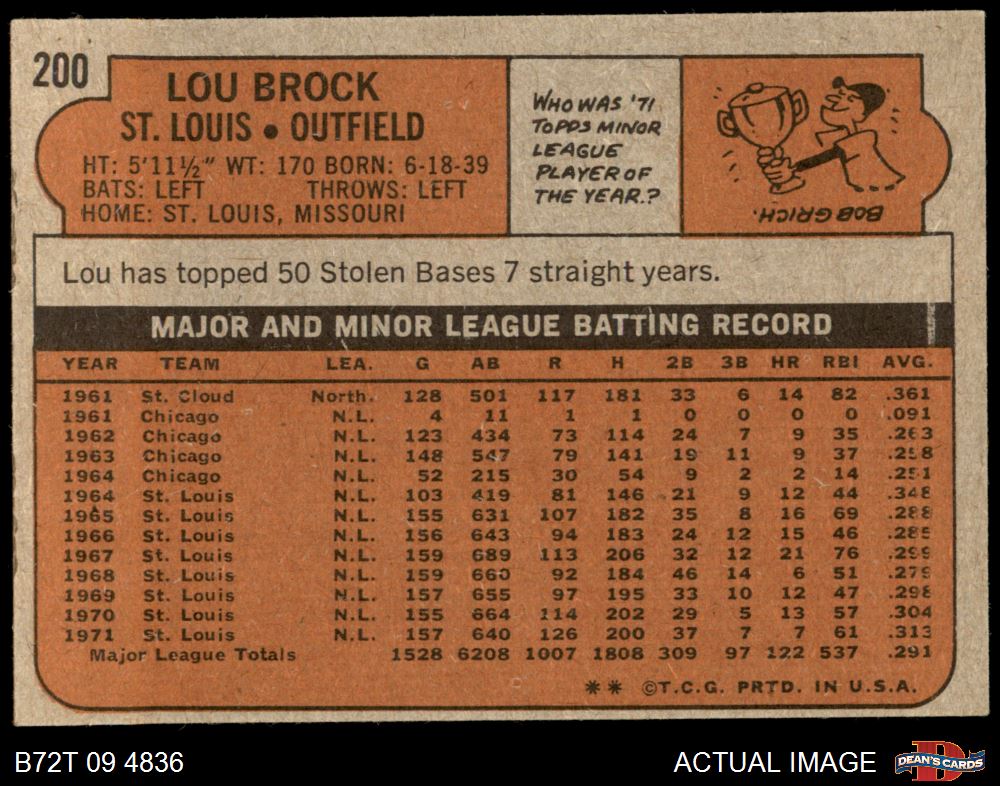 200
LOU BROCK
ST. LOUIS • OUTFIELD
HT: 5'11½" WT: 170 BORN: 6-18-39
BATS: LEFT THROWS: LEFT
HOME: ST. LOUIS, MISSOURI
WHO WAS '71
TOPPS MINOR
LEAGUE
PLAYER OF
THE YEAR?
BOB GRICH.
Lou has topped 50 Stolen Bases 7 straight years.
MAJOR AND MINOR LEAGUE BATTING RECORD
YEAR TEAM LEA. G AB R H 2B 3B HR RBI AVG.
1961 St. Cloud North. 128 501 117 181 33 6 14 82 .361
1961 Chicago N.L. 4 11 1 1 0 0 0 0 .091
1962 Chicago N.L. 123 434 73 114 24 7 9 35 .263
1963 Chicago N.L. 148 547 79 141 19 11 9 37 .258
1964 Chicago N.L. 52 215 30 54 9 2 2 14 .251
1964 St. Louis N.L. 103 419 81 146 21 9 12 44 .348
1965 St. Louis N.L. 155 631 107 182 35 8 16 69 .288
1966 St. Louis N.L. 156 643 94 183 24 12 15 46 .285
1967 St. Louis N.L. 159 689 113 206 32 12 21 76 .299
1968 St. Louis N.L. 159 660 92 184 46 14 6 51 .279
1969 St. Louis N.L. 157 655 97 195 33 10 12 47 .298
1970 St. Louis N.L. 155 664 114 202 29 5 13 57 .304
1971 St. Louis N.L. 157 640 126 200 37 7 7 61 .313
Major League Totals 1528 6208 1007 1808 309 97 122 537 .291
** ©T.C.G. PRTD. IN U.S.A.
B72T 09 4836
ACTUAL IMAGE
DEAN'S CARDS